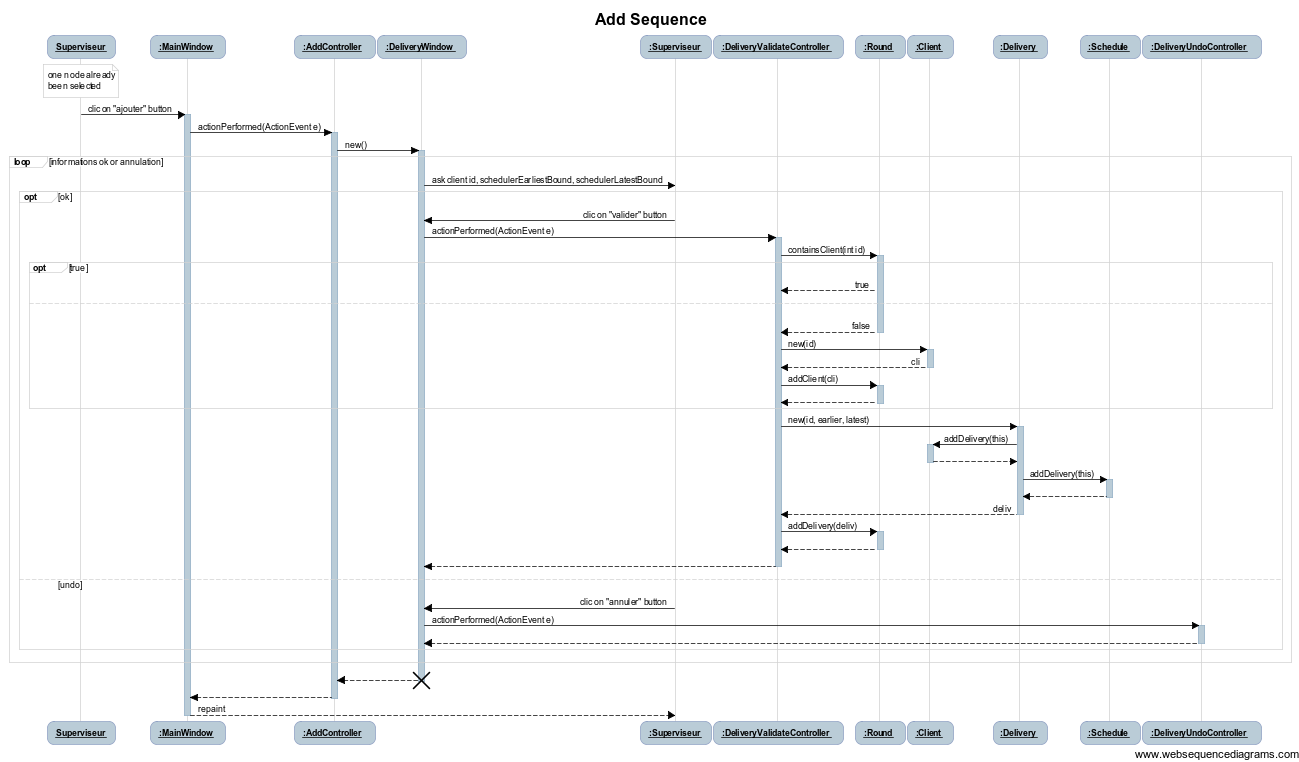 Add Sequence
Superviseur
:MainWindow
:AddController
:DeliveryWindow
:Superviseur
:DeliveryValidateController
:Round
:Client
:Delivery
:Schedule
:DeliveryUndoController
one node already
been selected
clic on "ajouter" button
actionPerformed(ActionEvent e)
new()
loop
[informations ok or annulation]
ask client id, schedulerEarliestBound, schedulerLatestBound
opt
[ok]
clic on "valider" button
actionPerformed(ActionEvent e)
containsClient(int id)
opt
[true]
true
false
new(id)
cli
addClient(cli)
new(id, earlier, latest)
addDelivery(this)
addDelivery(this)
deliv
addDelivery(deliv)
[undo]
clic on "annuler" button
actionPerformed(ActionEvent e)
repaint
Superviseur
:MainWindow
:AddController
:Superviseur
:DeliveryValidateController
:Round
:Client
:Delivery
:Schedule
:DeliveryUndoController
www.websequencediagrams.com